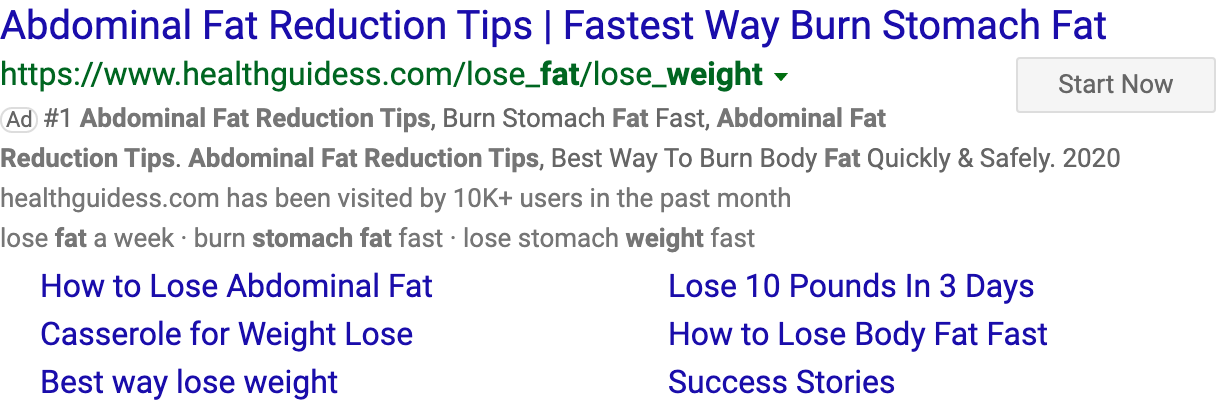 Abdominal Fat Reduction Tips | Fastest Way Burn Stomach Fat
https://www.healthguidess.com/lose_fat/lose_weight
Start Now
Ad #1 Abdominal Fat Reduction Tips, Burn Stomach Fat Fast, Abdominal Fat
Reduction Tips. Abdominal Fat Reduction Tips, Best Way To Burn Body Fat Quickly & Safely. 2020
healthguidess.com has been visited by 10K+ users in the past month
lose fat a week · burn stomach fat fast · lose stomach weight fast
How to Lose Abdominal Fat
Lose 10 Pounds In 3 Days
Casserole for Weight Lose
How to Lose Body Fat Fast
Best way lose weight
Success Stories